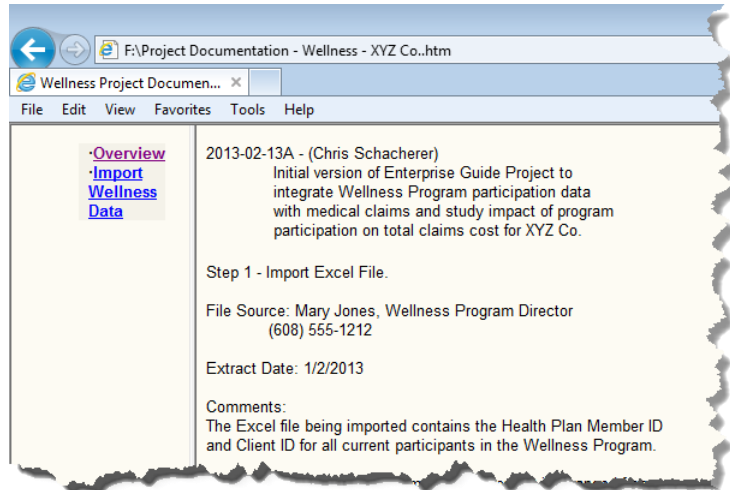 F:\Project Documentation - Wellness - XYZ Co..htm
Wellness Project Documen...
File Edit View Favorites Tools Help
·Overview
·Import
Wellness
Data
2013-02-13A - (Chris Schacherer)
Initial version of Enterprise Guide Project to
integrate Wellness Program participation data
with medical claims and study impact of program
participation on total claims cost for XYZ Co.
Step 1 - Import Excel File.
File Source: Mary Jones, Wellness Program Director
(608) 555-1212
Extract Date: 1/2/2013
Comments:
The Excel file being imported contains the Health Plan Member ID
and Client ID for all current participants in the Wellness Program.